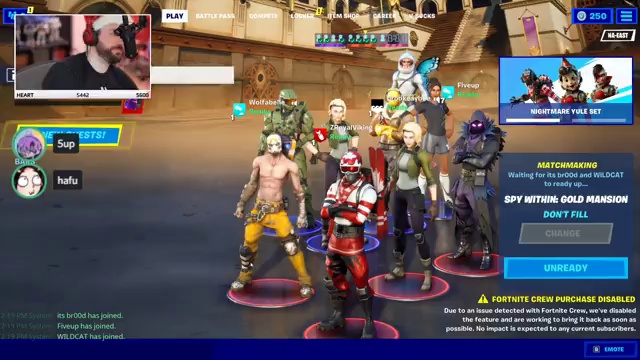 PLAY BATTLE PASS COMPETE LOCKER ITEM SHOP CAREER V-BUCKS
250
NA-EAST
HEART 5442 5600
Wolfabelle
Fiveup
ZRoyalViking
NIGHTMARE YULE SET
5up
hafu
MATCHMAKING
Waiting for its br00d and WILDCAT
to ready up...
SPY WITHIN: GOLD MANSION
DON'T FILL
CHANGE
UNREADY
FORTNITE CREW PURCHASE DISABLED
Due to an issue detected with Fortnite Crew, we've disabled
the feature and are working to bring it back as soon as
possible. No impact is expected to any current subscribers.
its br00d has joined.
Fiveup has joined.
WILDCAT has joined.
EMOTE